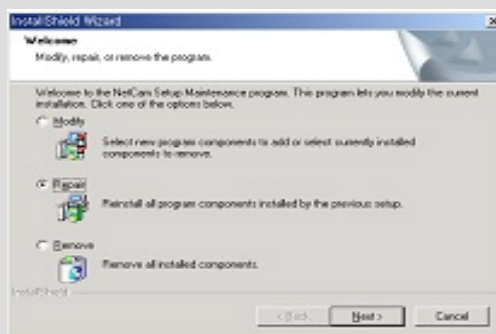 InstallShield Wizard
Welcome
Modify, repair, or remove the program.
Welcome to the NetCam Setup Maintenance program. This program lets you modify the current
installation. Click one of the options below.
Modify
Select new program components to add or select currently installed
components to remove.
Repair
Reinstall all program components installed by the previous setup.
Remove
Remove all installed components.
InstallShield
< Back
Next >
Cancel